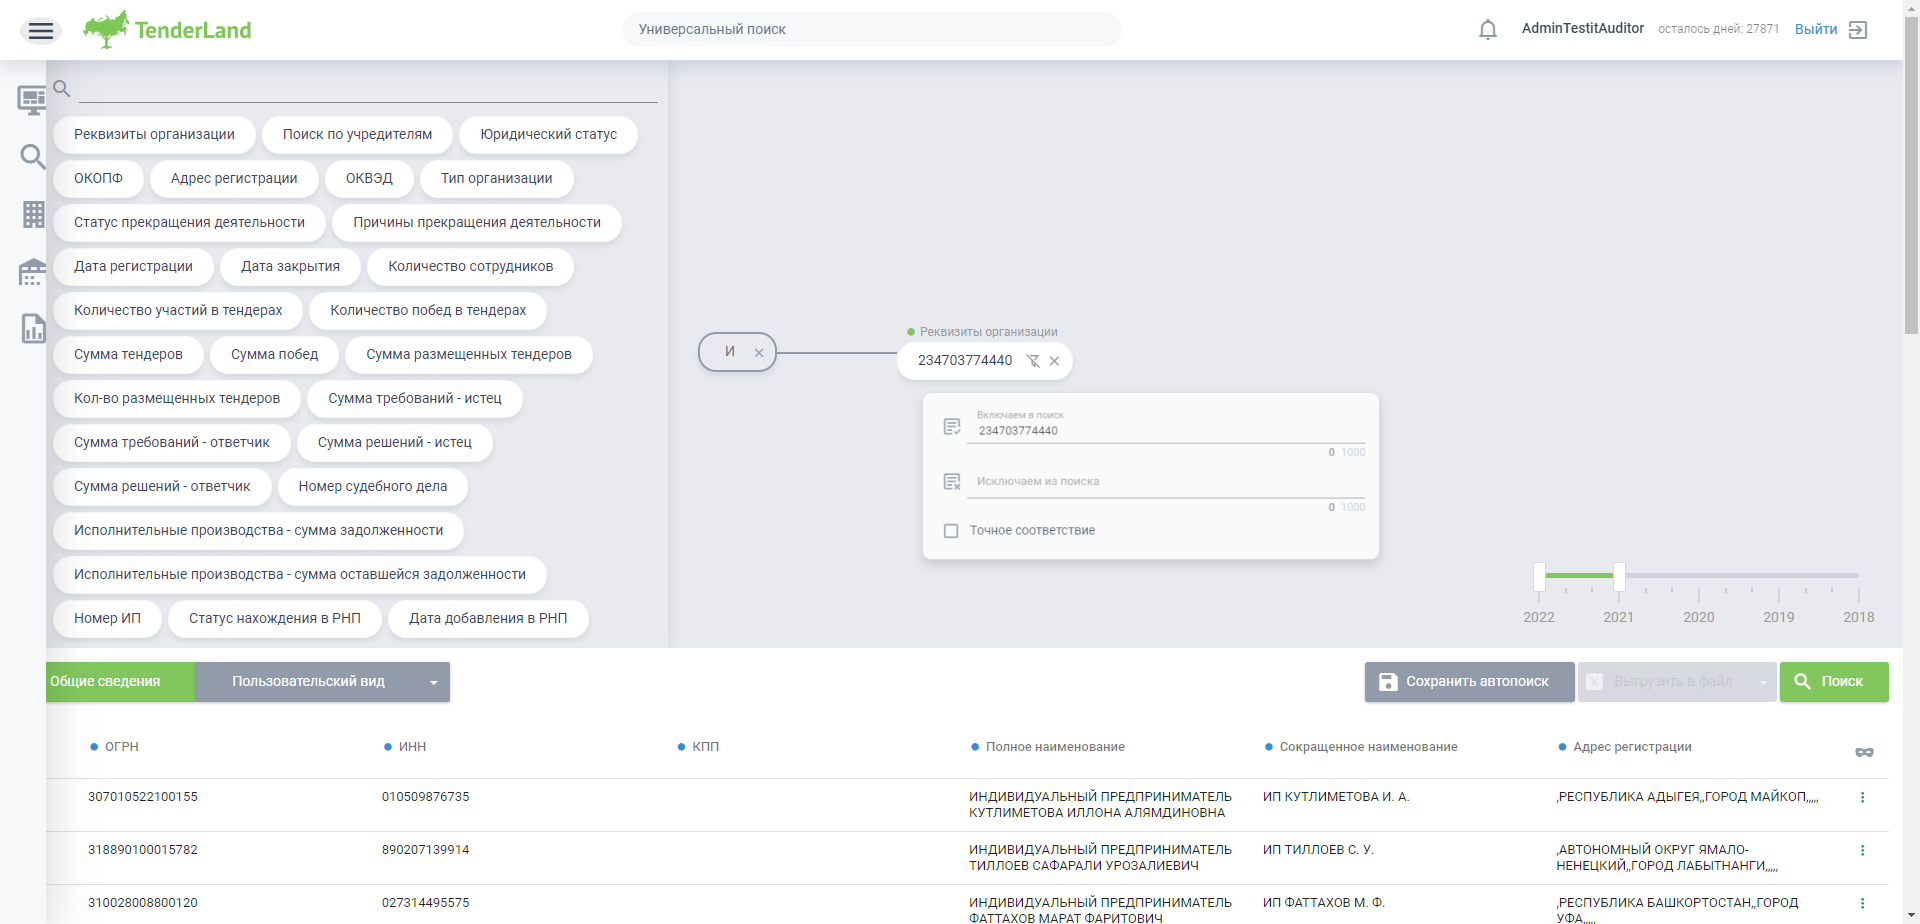 TenderLand
Универсальный поиск
AdminTestitAuditor
осталось дней: 27871
Выйти
Реквизиты организации
Поиск по учредителям
Юридический статус
ОКОПФ
Адрес регистрации
ОКВЭД
Тип организации
Статус прекращения деятельности
Причины прекращения деятельности
Дата регистрации
Дата закрытия
Количество сотрудников
Количество участий в тендерах
Количество побед в тендерах
Сумма тендеров
Сумма побед
Сумма размещенных тендеров
Кол-во размещенных тендеров
Сумма требований - истец
Сумма требований - ответчик
Сумма решений - истец
Сумма решений - ответчик
Номер судебного дела
Исполнительные производства - сумма задолженности
Исполнительные производства - сумма оставшейся задолженности
Номер ИП
Статус нахождения в РНП
Дата добавления в РНП
И
Реквизиты организации
234703774440
Включаем в поиск
234703774440
0 1000
Исключаем из поиска
0 1000
Точное соответствие
2022 2021 2020 2019 2018
Общие сведения
Пользовательский вид
Сохранить автопоиск
Выгрузить в файл
Поиск
ОГРН
ИНН
КПП
Полное наименование
Сокращенное наименование
Адрес регистрации
307010522100155
010509876735
ИНДИВИДУАЛЬНЫЙ ПРЕДПРИНИМАТЕЛЬ
КУТЛИМЕТОВА ИЛЛОНА АЛЯМДИНОВНА
ИП КУТЛИМЕТОВА И. А.
,РЕСПУБЛИКА АДЫГЕЯ,,ГОРОД МАЙКОП,,,,,
318890100015782
890207139914
ИНДИВИДУАЛЬНЫЙ ПРЕДПРИНИМАТЕЛЬ
ТИЛЛОЕВ САФАРАЛИ УРОЗАЛИЕВИЧ
ИП ТИЛЛОЕВ С. У.
,АВТОНОМНЫЙ ОКРУГ ЯМАЛО-
НЕНЕЦКИЙ,,ГОРОД ЛАБЫТНАНГИ,,,,,
310028008800120
027314495575
ИНДИВИДУАЛЬНЫЙ ПРЕДПРИНИМАТЕЛЬ
ФАТТАХОВ МАРАТ ФАРИТОВИЧ
ИП ФАТТАХОВ М. Ф.
,РЕСПУБЛИКА БАШКОРТОСТАН,,ГОРОД
УФА,,,,,